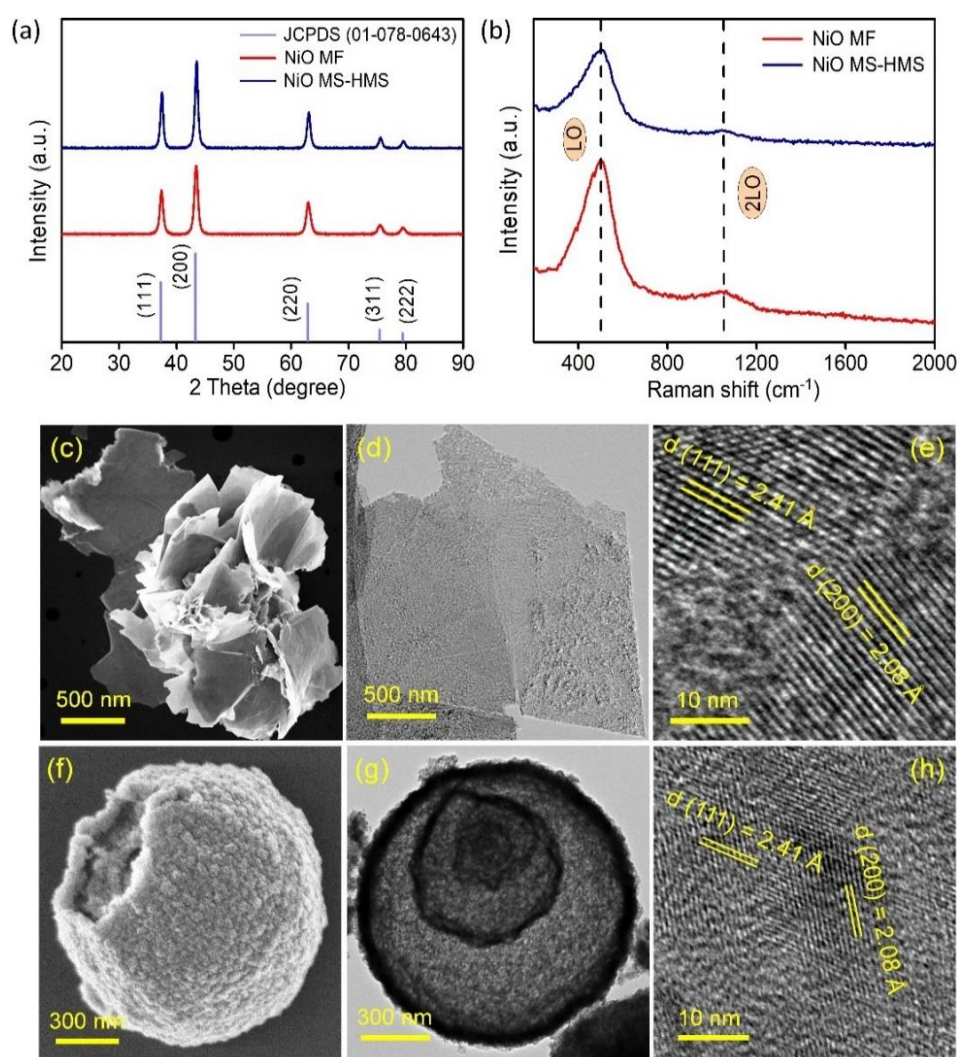 (a)
JCPDS (01-078-0643)
NiO MF
NiO MS-HMS
Intensity (a.u.)
(111)
(200)
(220)
(311)
(222)
20 30 40 50 60 70 80 90
2 Theta (degree)
(b)
NiO MF
NiO MS-HMS
Intensity (a.u.)
LO
2LO
400 800 1200 1600 2000
Raman shift (cm⁻¹)
(c)
500 nm
(d)
500 nm
(e)
d (111) = 2.41 Å
d (200) = 2.08 Å
10 nm
(f)
300 nm
(g)
300 nm
(h)
d (111) = 2.41 Å
d (200) = 2.08 Å
10 nm